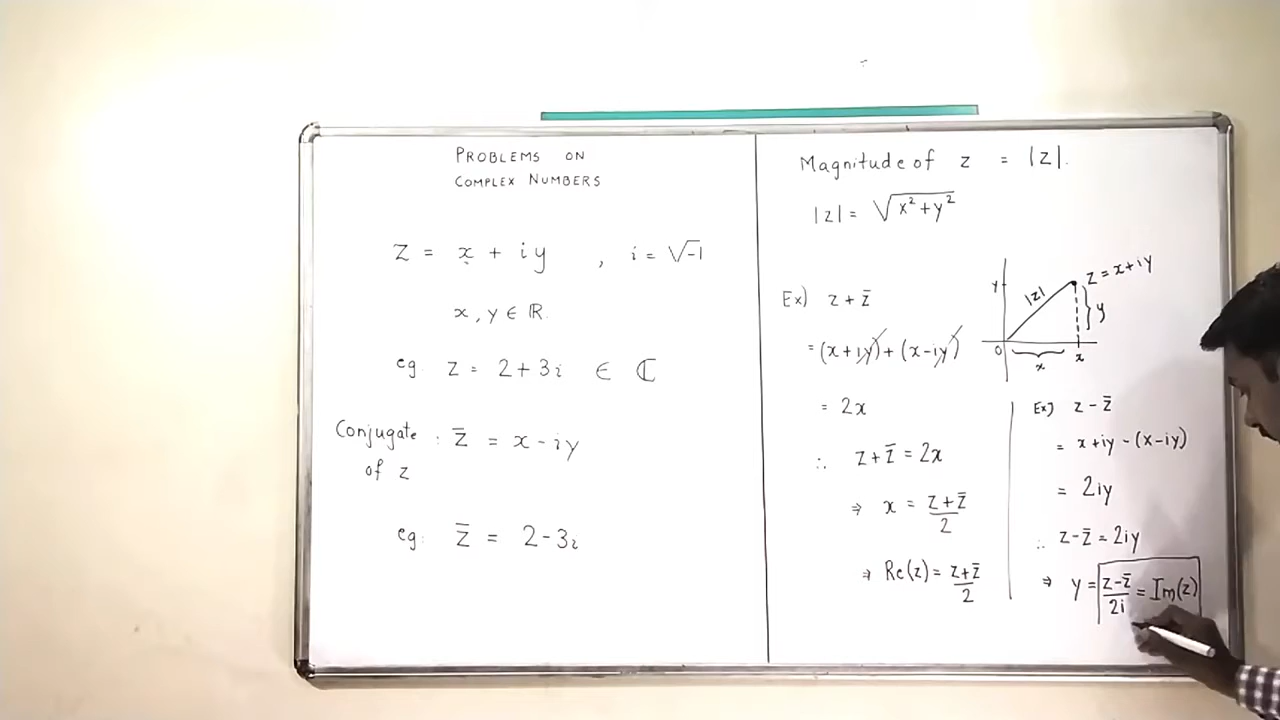 PROBLEMS ON
COMPLEX NUMBERS
z = x + iy , i = √-1
x, y ∈ ℝ.
eg. z = 2 + 3i ∈ ℂ
Conjugate : z̄ = x - iy
of z
eg: z̄ = 2 - 3i
Magnitude of z = |z|.
|z| = √x² + y²
Ex) z + z̄
= (x + iy) + (x - iy)
= 2x
∴ z + z̄ = 2x
⇒ x = z + z̄ / 2
⇒ Re(z) = z + z̄ / 2
z = x + iy
y
|z|
y
0
x
x
Ex) z - z̄
= x + iy - (x - iy)
= 2iy
∴ z - z̄ = 2iy
⇒ y = z - z̄ / 2i = Im(z)